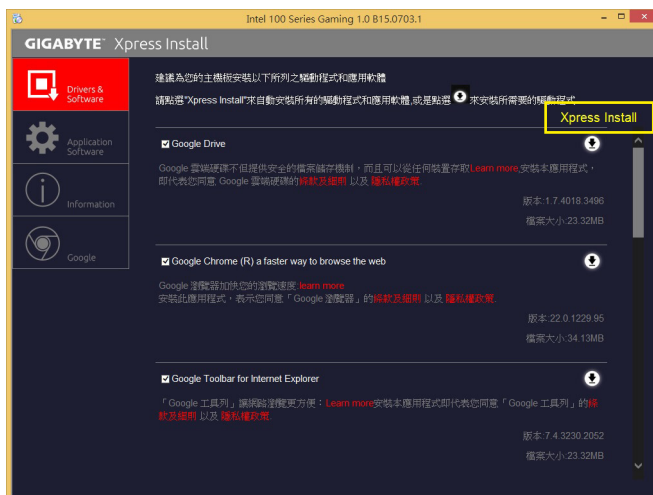 Intel 100 Series Gaming 1.0 B15.0703.1
GIGABYTE™ Xpress Install
Drivers & Software
Application Software
Information
Google
建議為您的主機板安裝以下所列之驅動程式和應用軟體
請點選"Xpress Install"來自動安裝所有的驅動程式和應用軟體,或是點選 來安裝所需要的驅動程式
Xpress Install
Google Drive
Google 雲端硬碟不但提供安全的檔案儲存機制,而且可以從任何裝置存取Learn more,安裝本應用程式,
即代表您同意 Google 雲端硬碟的條款及細則 以及 隱私權政策.
版本:1.7.4018.3496
檔案大小:23.32MB
Google Chrome (R) a faster way to browse the web
Google 瀏覽器加快您的瀏覽速度.learn more
安裝此應用程式,表示您同意「Google 瀏覽器」的條款及細則 以及 隱私權政策.
版本:22.0.1229.95
檔案大小:34.13MB
Google Toolbar for Internet Explorer
「Google 工具列」讓網路瀏覽更方便:Learn more安裝本應用程式即代表您同意「Google 工具列」的條
款及細則 以及 隱私權政策.
版本:7.4.3230.2052
檔案大小:23.32MB